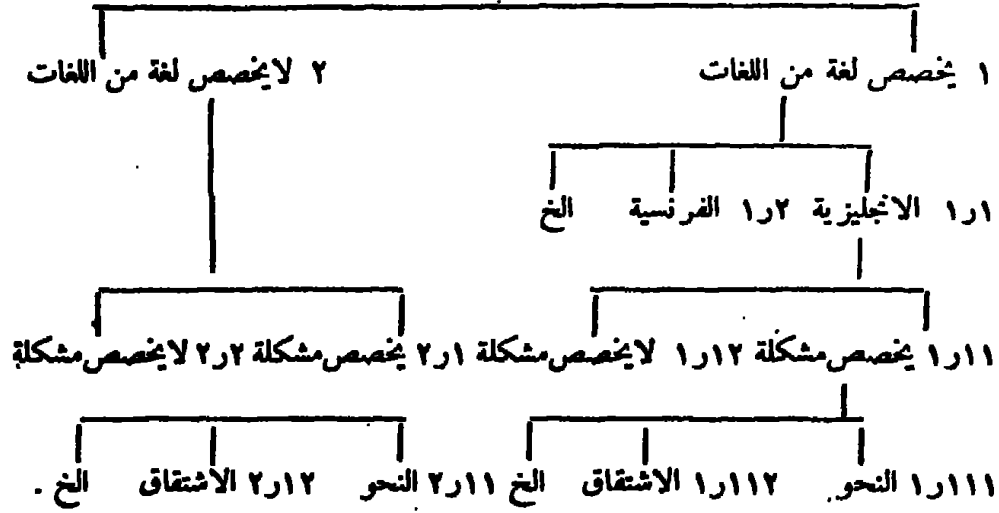 ١ يخصص لغة من اللغات ٢ لايخصص لغة من اللغات
١ر١ الانجليزية ٢ر١ الفرنسية الخ
١١ر١ يخصص مشكلة ١٢ر١ لايخصص مشكلة ١ر٢ يخصص مشكلة ٢ر٢ لايخصص مشكلة
١١١ر١ النحو ١١٢ر١ الاشتقاق الخ ١١ر٢ النحو ١٢ر٢ الاشتقاق الخ .